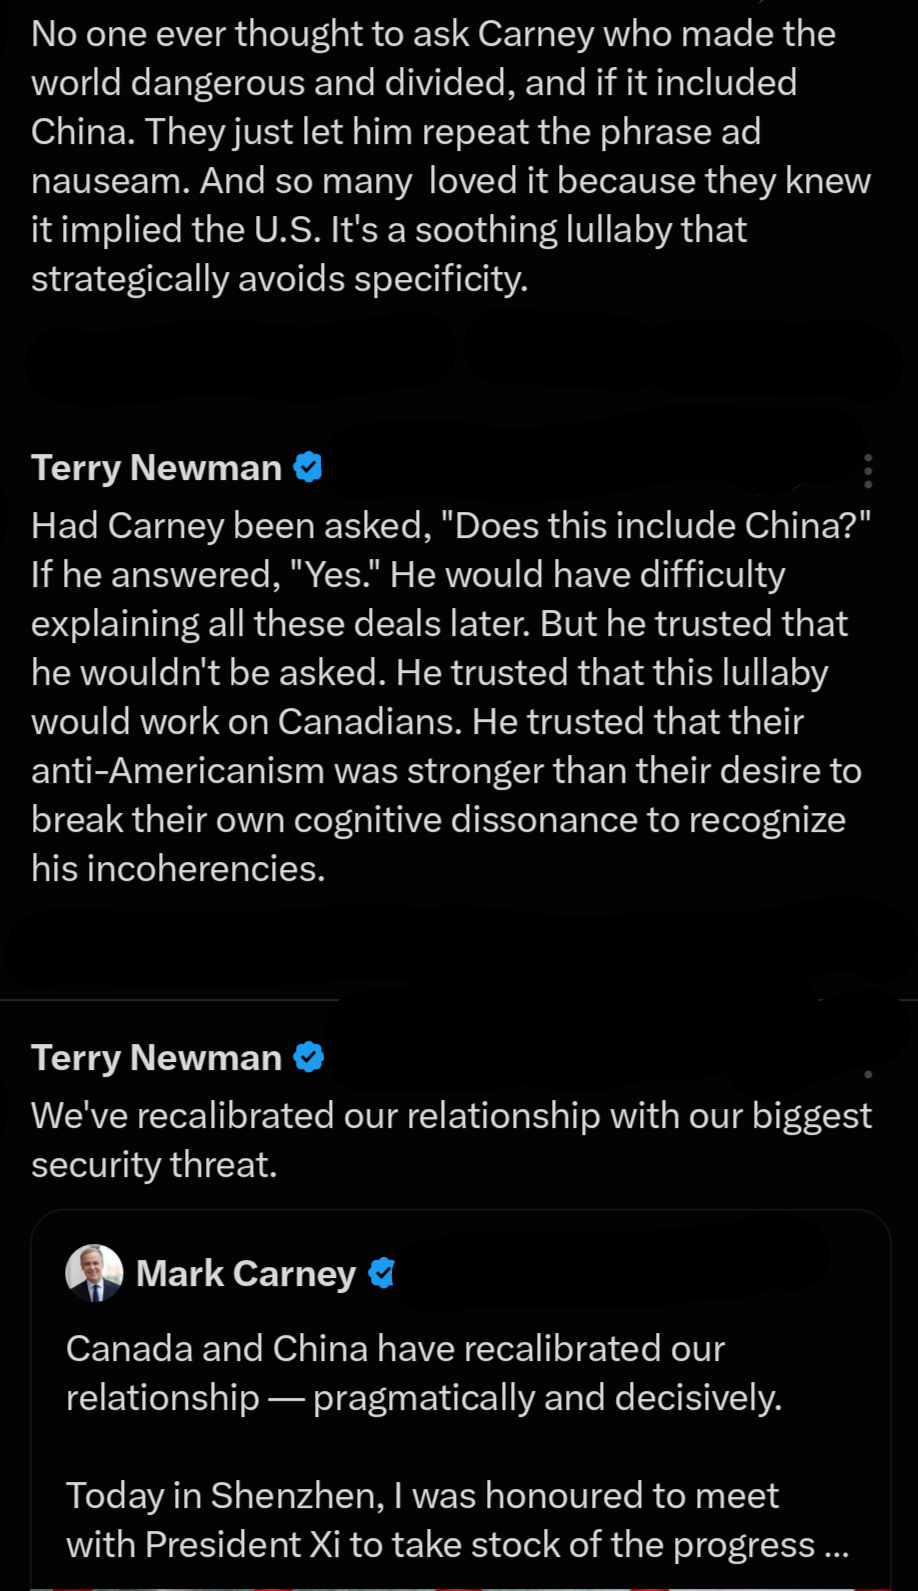 No one ever thought to ask Carney who made the
world dangerous and divided, and if it included
China. They just let him repeat the phrase ad
nauseam. And so many  loved it because they knew
it implied the U.S. It's a soothing lullaby that
strategically avoids specificity.
Terry Newman
Had Carney been asked, "Does this include China?"
If he answered, "Yes." He would have difficulty
explaining all these deals later. But he trusted that
he wouldn't be asked. He trusted that this lullaby
would work on Canadians. He trusted that their
anti-Americanism was stronger than their desire to
break their own cognitive dissonance to recognize
his incoherencies.
Terry Newman
We've recalibrated our relationship with our biggest
security threat.
Mark Carney
Canada and China have recalibrated our
relationship — pragmatically and decisively.
Today in Shenzhen, I was honoured to meet
with President Xi to take stock of the progress ...